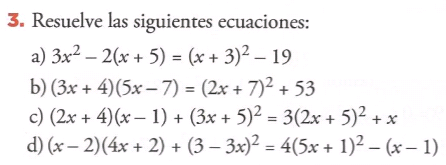 3. Resuelve las siguientes ecuaciones:
a) 3x² – 2(x + 5) = (x + 3)² – 19
b) (3x + 4)(5x – 7) = (2x + 7)² + 53
c) (2x + 4)(x – 1) + (3x + 5)² = 3(2x + 5)² + x
d) (x – 2)(4x + 2) + (3 – 3x)² = 4(5x + 1)² – (x – 1)